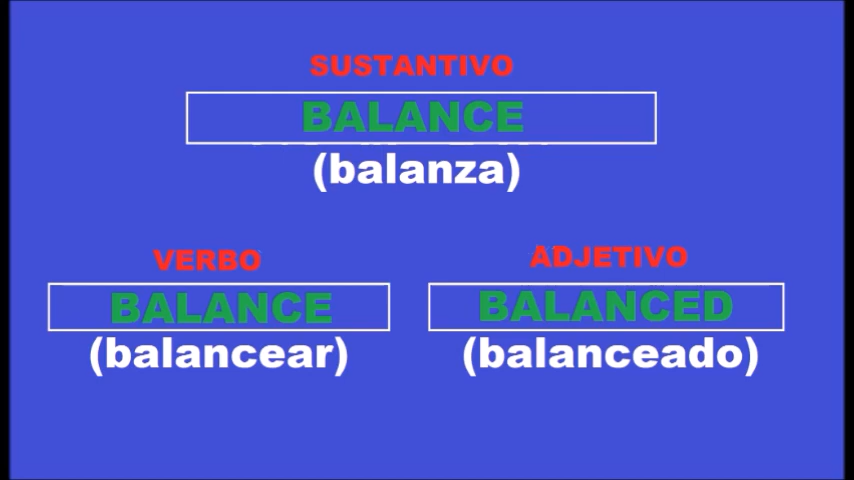 SUSTANTIVO
BALANCE
(balanza)
VERBO
BALANCE
(balancear)
ADJETIVO
BALANCED
(balanceado)